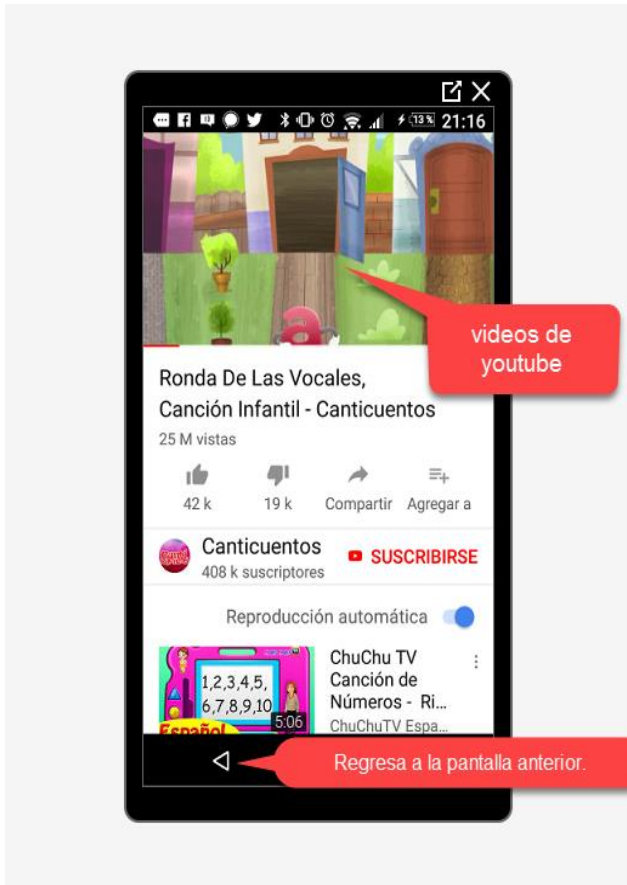 13% 21:16
a
videos de
youtube
Ronda De Las Vocales,
Canción Infantil - Canticuentos
25 M vistas
42 k 19 k Compartir Agregar a
Canticuentos
408 k suscriptores
SUSCRIBIRSE
Reproducción automática
1,2,3,4,5,
6,7,8,9,10
5:06
Español
ChuChu TV
Canción de
Números - Ri...
ChuChuTV Espa...
Regresa a la pantalla anterior.